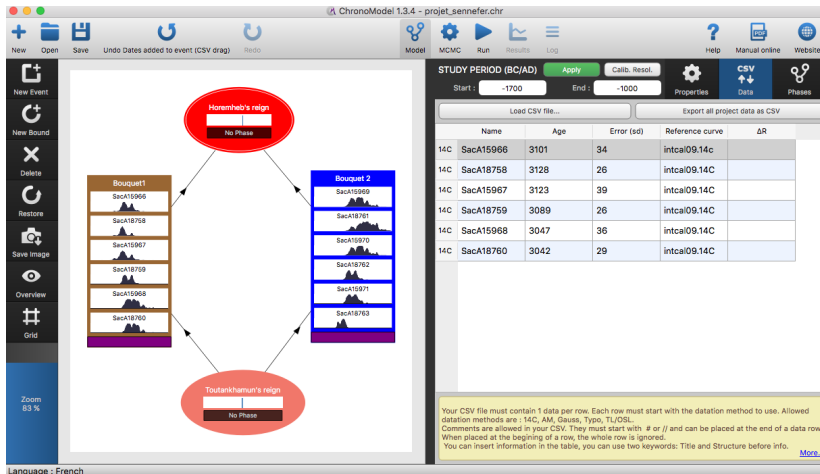 ChronoModel 1.3.4 - projet_sennefer.chr
New Open Save Undo Dates added to event (CSV drag) Redo Model MCMC Run Results Log Help Manual online Website
PDF
New Event
New Bound
Delete
Restore
Save Image
Overview
Grid
Zoom
83 %
Horemheb's reign
No Phase
Bouquet1
SacA15966
SacA18758
SacA15967
SacA18759
SacA15968
SacA18760
Bouquet 2
SacA15969
SacA18761
SacA15970
SacA18762
SacA15971
SacA18763
Toutankhamun's reign
No Phase
STUDY PERIOD (BC/AD) Apply Calib. Resol.
Start : -1700 End : -1000
Properties
CSV
Data
Phases
Load CSV file... Export all project data as CSV
Name Age Error (sd) Reference curve ΔR
14C SacA15966 3101 34 intcal09.14c
14C SacA18758 3128 26 intcal09.14C
14C SacA15967 3123 39 intcal09.14C
14C SacA18759 3089 26 intcal09.14C
14C SacA15968 3047 36 intcal09.14C
14C SacA18760 3042 29 intcal09.14C
Your CSV file must contain 1 data per row. Each row must start with the datation method to use. Allowed
datation methods are : 14C, AM, Gauss, Typo, TL/OSL.
Comments are allowed in your CSV. They must start with # or // and can be placed at the end of a data row.
When placed at the begining of a row, the whole row is ignored.
You can insert information in the table, you can use two keywords: Title and Structure before info.
More...
Language : French